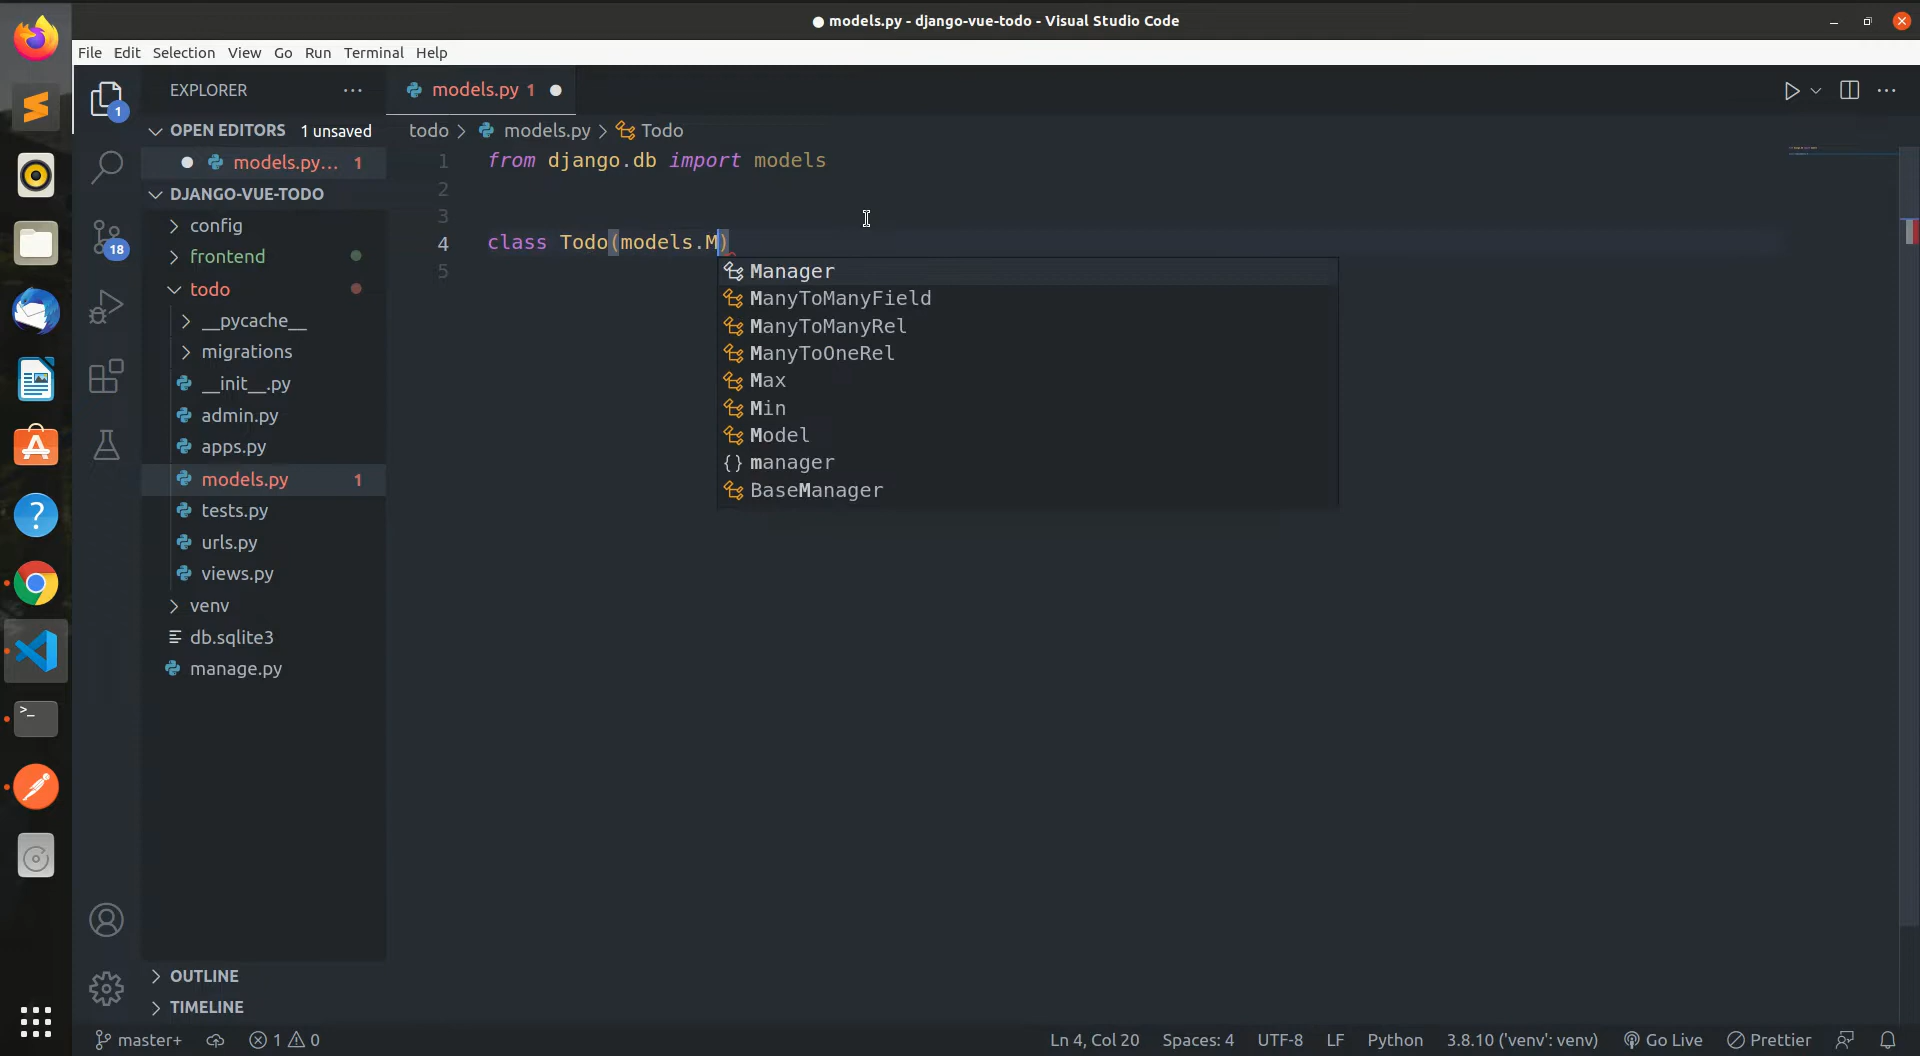 models.py - django-vue-todo - Visual Studio Code
File Edit Selection View Go Run Terminal Help
EXPLORER
models.py 1
OPEN EDITORS 1 unsaved
models.py... 1
DJANGO-VUE-TODO
config
frontend
todo
__pycache__
migrations
__init__.py
admin.py
apps.py
models.py 1
tests.py
urls.py
views.py
venv
db.sqlite3
manage.py
OUTLINE
TIMELINE
1
18
todo > models.py > Todo
1 from django.db import models
2
3
4 class Todo(models.M)
5
Manager
ManyToManyField
ManyToManyRel
ManyToOneRel
Max
Min
Model
{} manager
BaseManager
master+ 1 0 Ln 4, Col 20 Spaces: 4 UTF-8 LF Python 3.8.10 ('venv': venv) Go Live Prettier